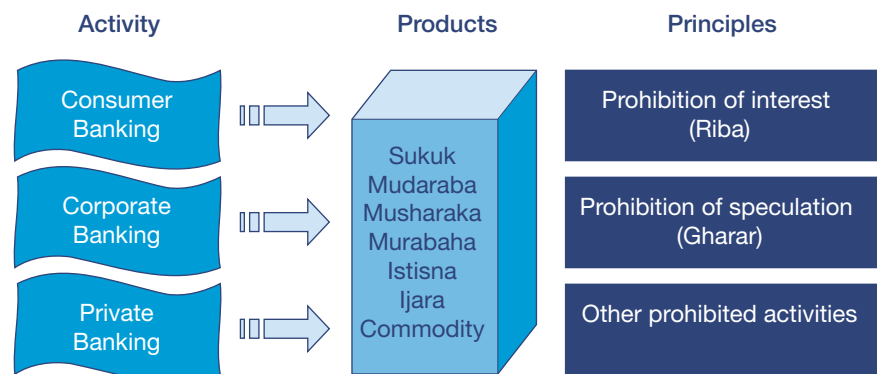 Activity
Products
Principles
Consumer
Banking
Corporate
Banking
Private
Banking
Sukuk
Mudaraba
Musharaka
Murabaha
Istisna
Ijara
Commodity
Prohibition of interest
(Riba)
Prohibition of speculation
(Gharar)
Other prohibited activities